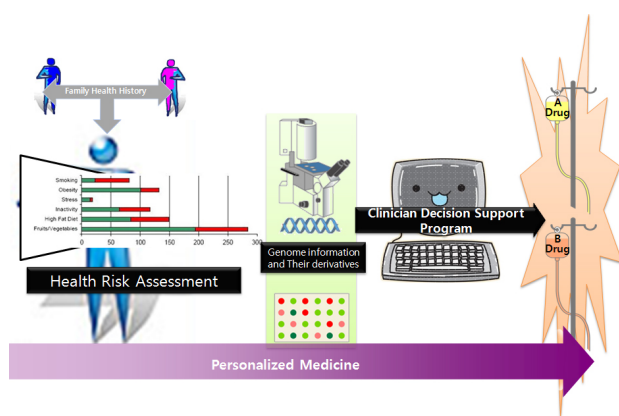 Family Health History
Smoking
Obesity
Stress
Inactivity
High Fat Diet
Fruits/Vegetables
0 50 100 150 200 250 300
Health Risk Assessment
Genome information
and Their derivatives
Clinician Decision Support
Program
A
Drug
B
Drug
Personalized Medicine